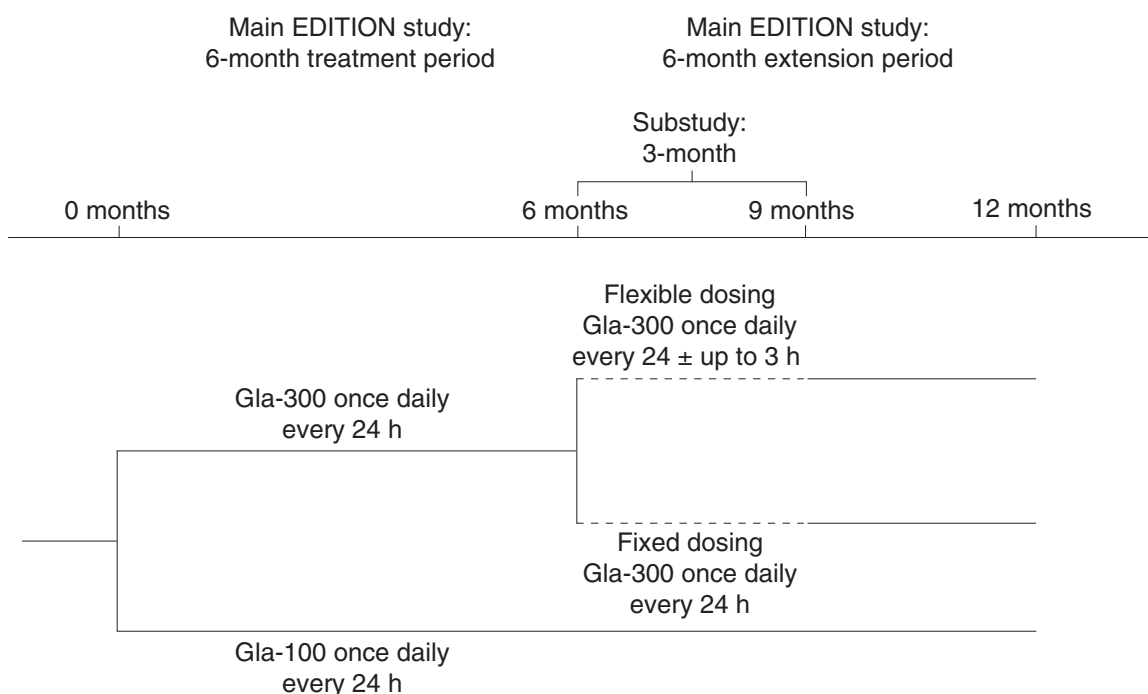 Main EDITION study:
6-month treatment period
Main EDITION study:
6-month extension period
Substudy:
3-month
0 months
6 months
9 months
12 months
Flexible dosing
Gla-300 once daily
every 24 ± up to 3 h
Gla-300 once daily
every 24 h
Fixed dosing
Gla-300 once daily
every 24 h
Gla-100 once daily
every 24 h